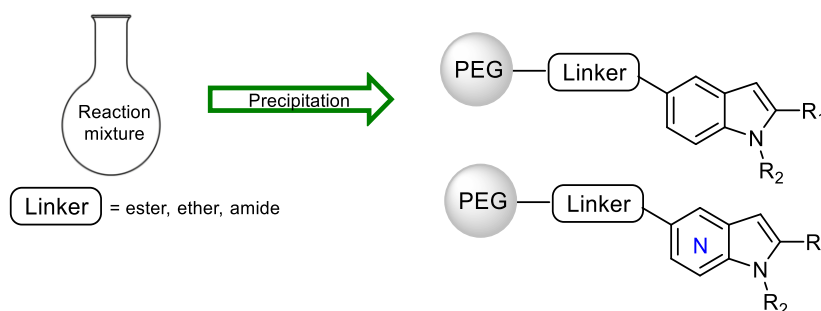 Reaction
mixture
Precipitation
Linker = ester, ether, amide
PEG Linker
N
R₂
PEG Linker
N
N
R
R₂